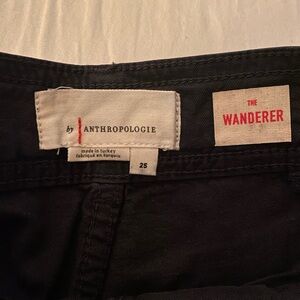 by ANTHROPOLOGIE
made in turkey
fabriqué en turquie
25
THE
WANDERER